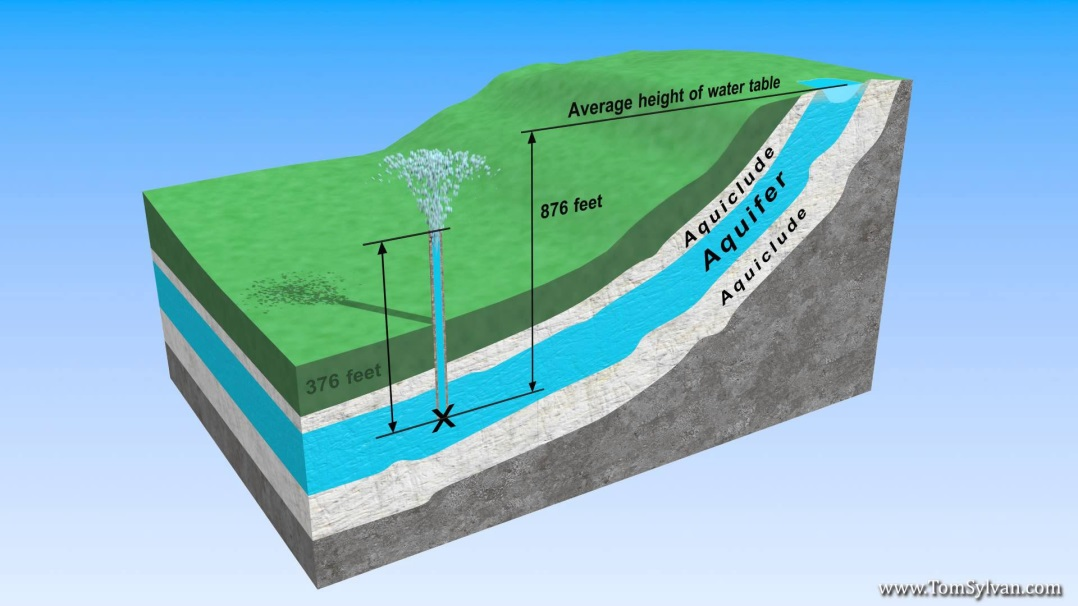 Average height of water table
876 feet
Aquiclude
Aquifer
Aquiclude
376 feet
X
www.TomSylvan.com